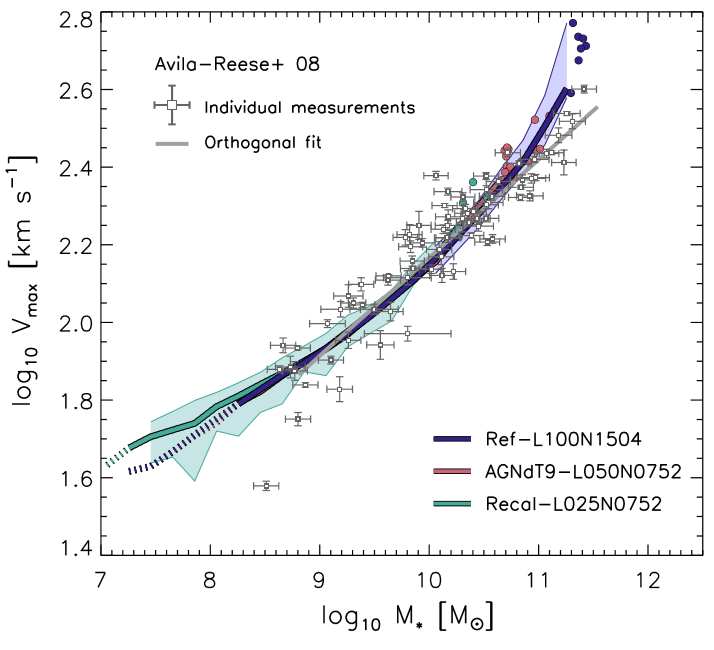 Avila-Reese+ 08
Individual measurements
Orthogonal fit
2.8
2.6
2.4
2.2
2.0
1.8
1.6
1.4
log₁₀ Vmax [km s⁻¹]
Ref-L100N1504
AGNdT9-L050N0752
Recal-L025N0752
7 8 9 10 11 12
log₁₀ M* [M⊙]